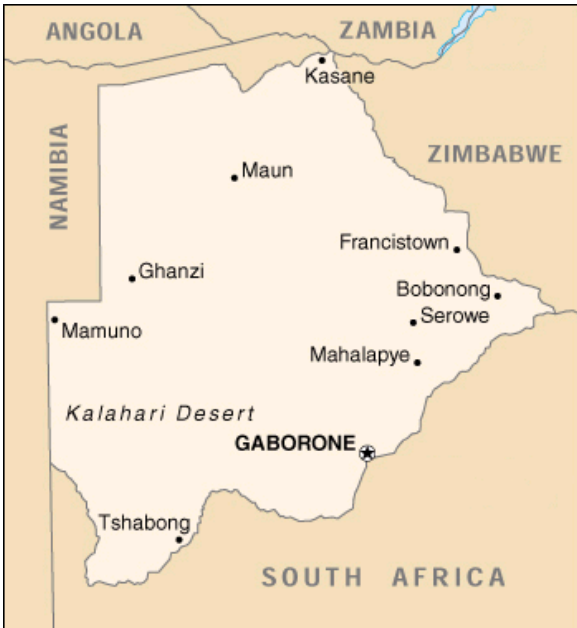 ANGOLA
ZAMBIA
Kasane
NAMIBIA
ZIMBABWE
Maun
Francistown
Ghanzi
Bobonong
Serowe
Mamuno
Mahalapye
Kalahari Desert
GABORONE
Tshabong
SOUTH AFRICA